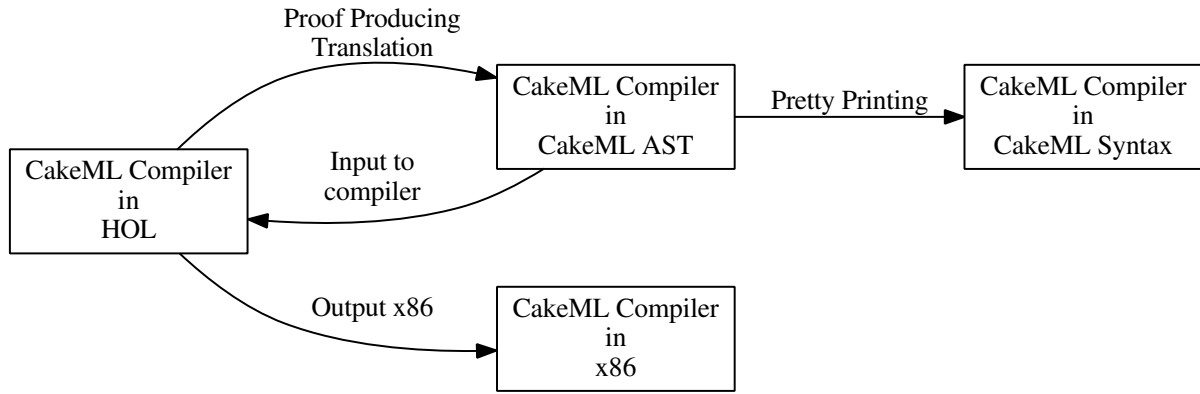 Proof Producing
Translation
CakeML Compiler
in
CakeML AST
Pretty Printing
CakeML Compiler
in
CakeML Syntax
Input to
compiler
CakeML Compiler
in
HOL
Output x86
CakeML Compiler
in
x86